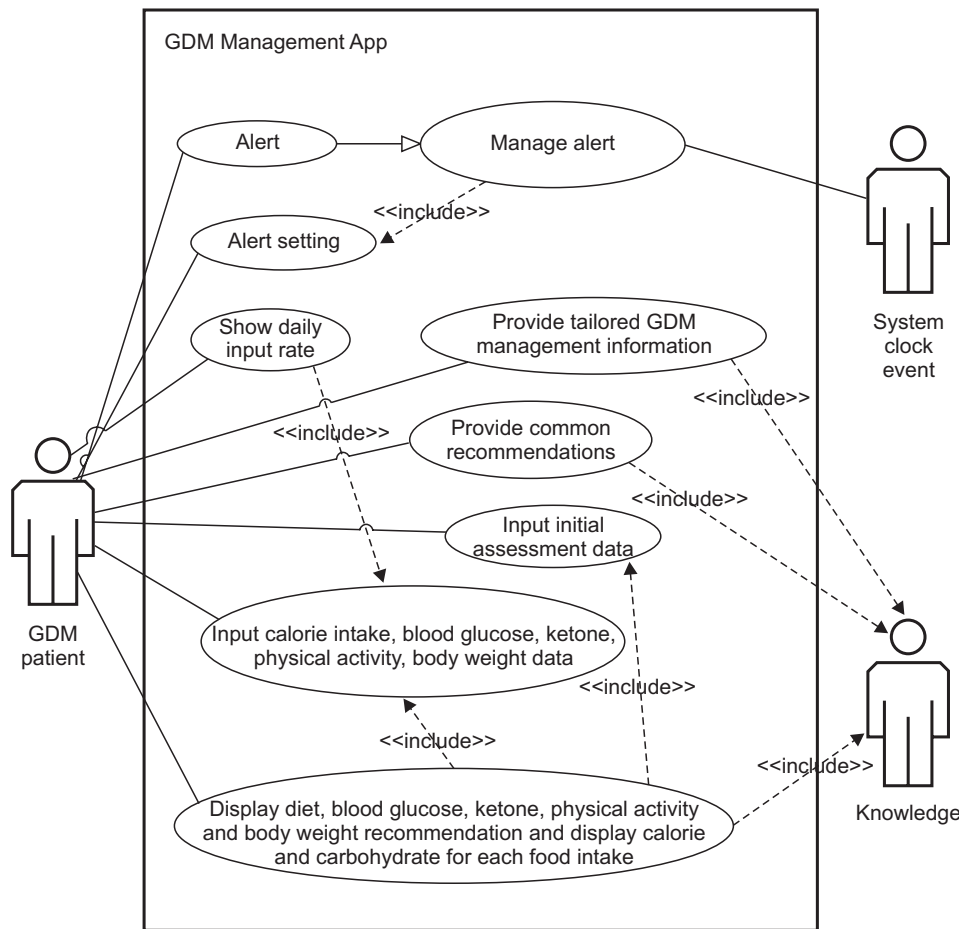 GDM Management App
Alert
Manage alert
<<include>>
Alert setting
Show daily
input rate
Provide tailored GDM
management information
System
clock
event
<<include>>
<<include>>
Provide common
recommendations
<<include>>
Input initial
assessment data
GDM
patient
Input calorie intake, blood glucose, ketone,
physical activity, body weight data
<<include>>
<<include>>
<<include>>
Display diet, blood glucose, ketone, physical activity
and body weight recommendation and display calorie
and carbohydrate for each food intake
Knowledge